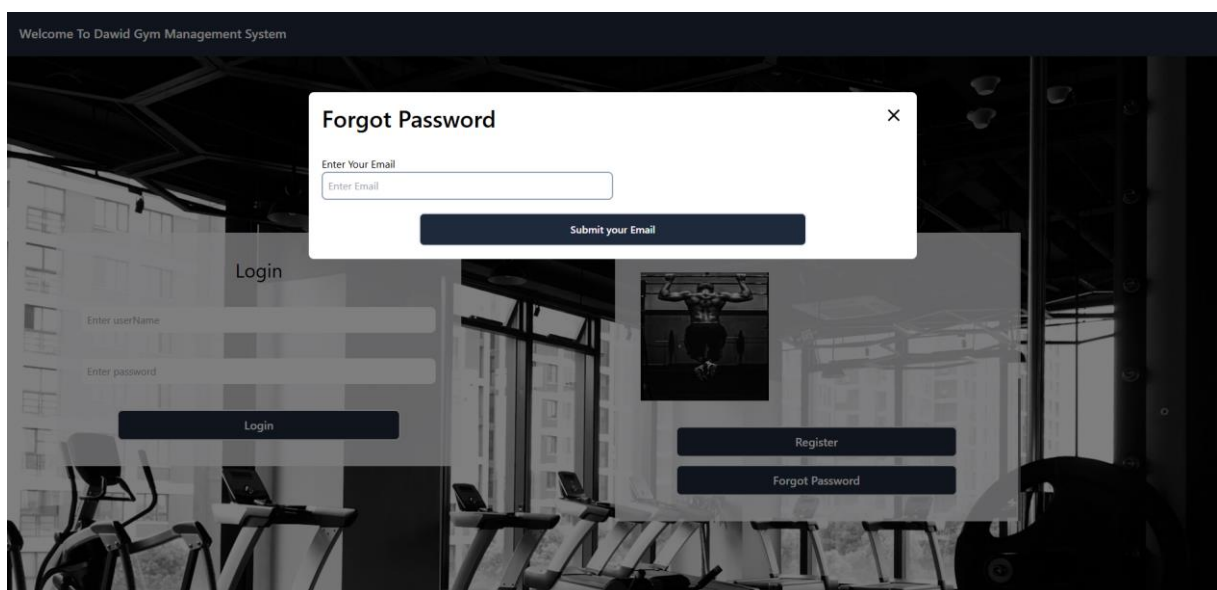 Welcome To Dawid Gym Management System
Forgot Password
Enter Your Email
Enter Email
Submit your Email
Login
Enter userName
Enter password
Login
Register
Forgot Password